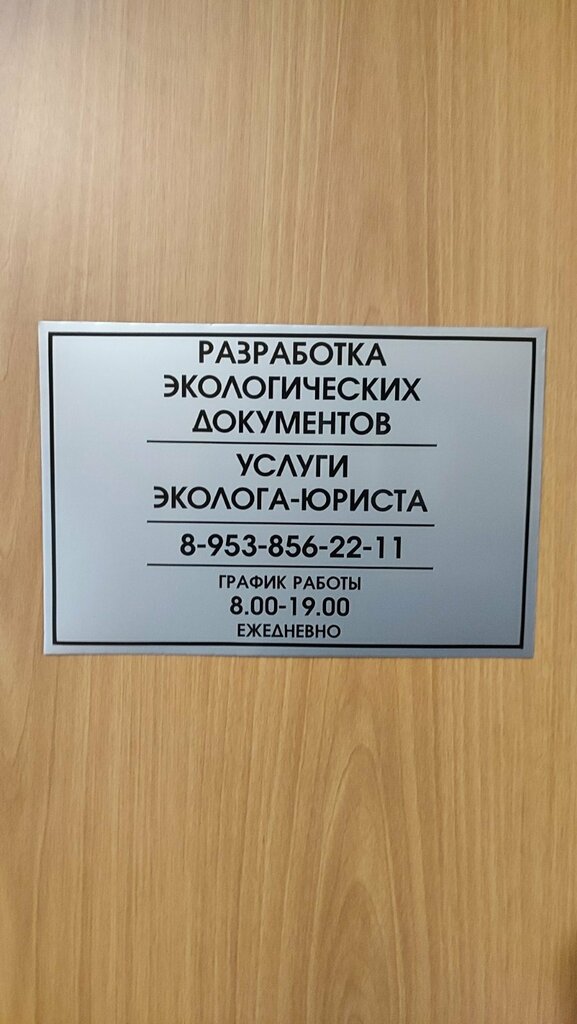 РАЗРАБОТКА
ЭКОЛОГИЧЕСКИХ
ДОКУМЕНТОВ
УСЛУГИ
ЭКОЛОГА-ЮРИСТА
8-953-856-22-11
ГРАФИК РАБОТЫ
8.00-19.00
ЕЖЕДНЕВНО